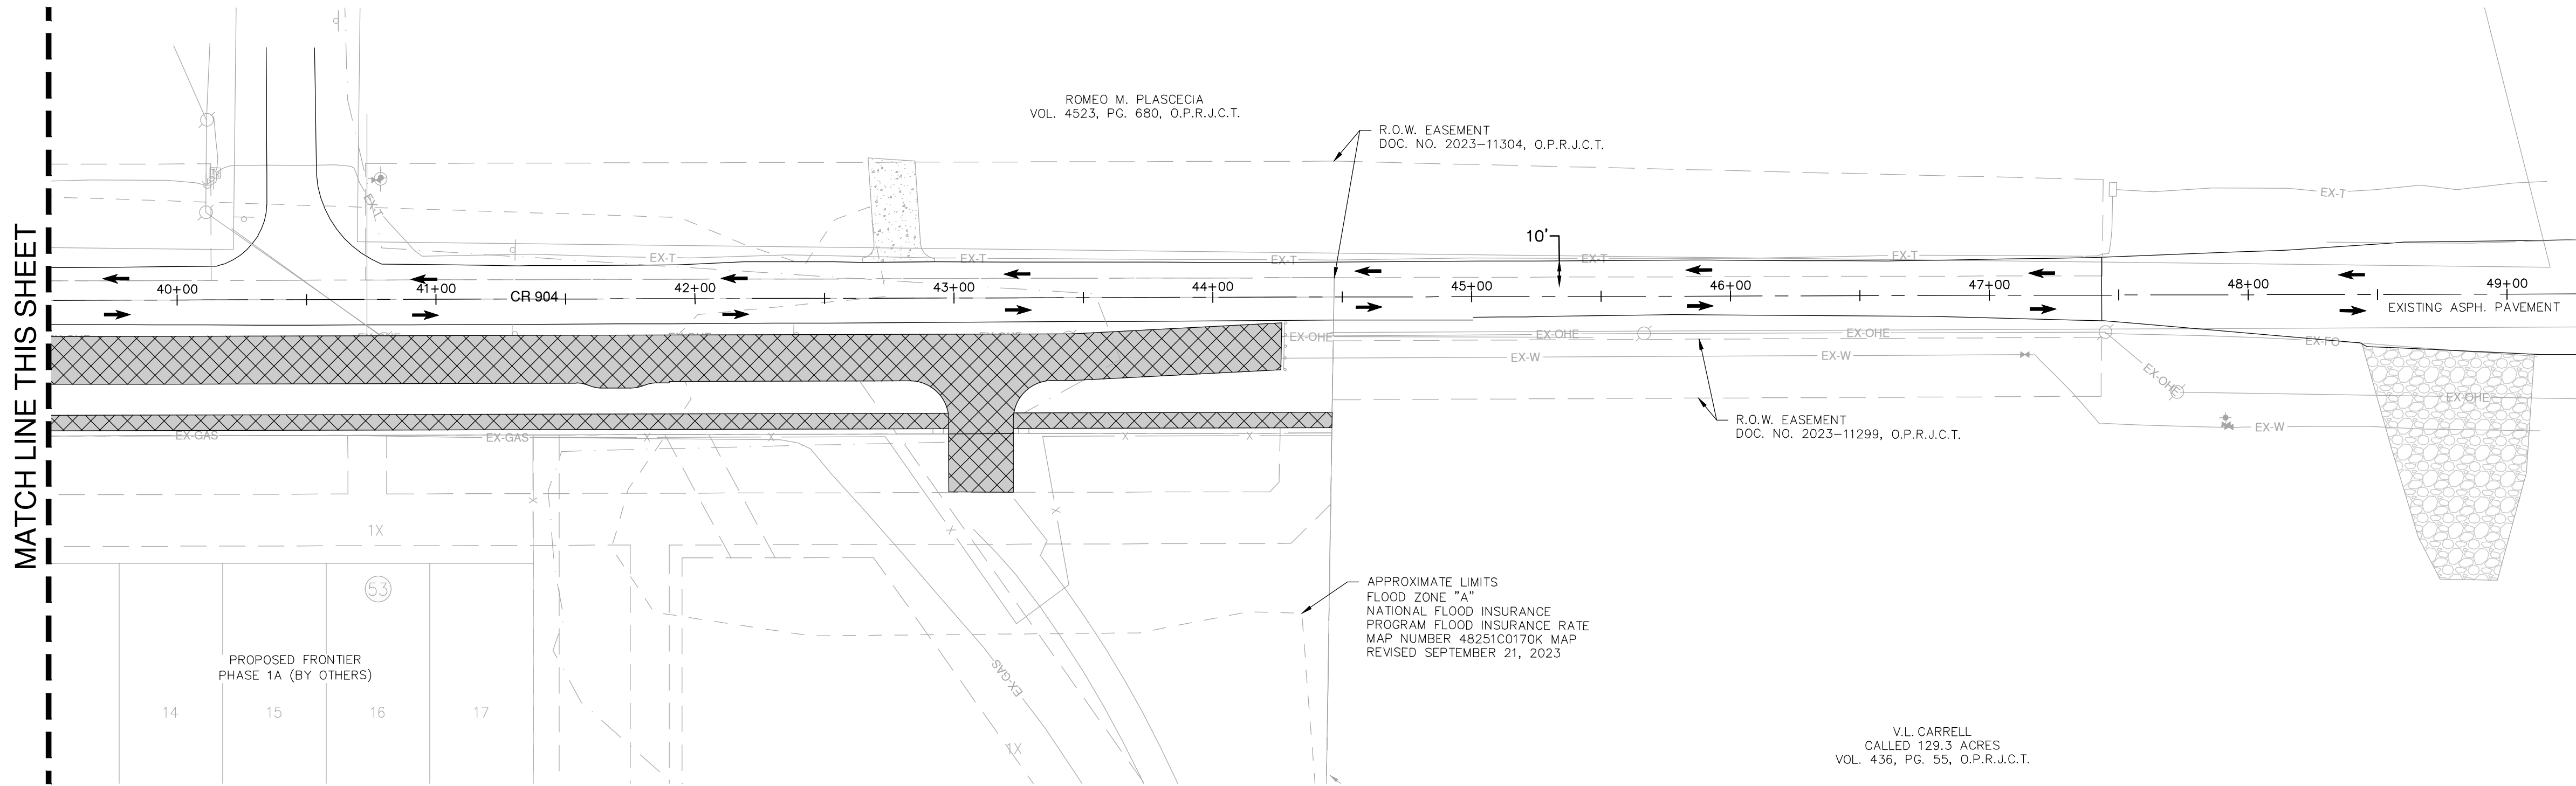 MATCH LINE THIS SHEET
ROMEO M. PLASCECIA
VOL. 4523, PG. 680, O.P.R.J.C.T.
R.O.W. EASEMENT
DOC. NO. 2023-11304, O.P.R.J.C.T.
EX-T
EX-T
EX-T
EX-T
EX-T
EX-T
EX-T
EX-T
10'
40+00
41+00
42+00
43+00
44+00
45+00
46+00
47+00
48+00
49+00
CR 904
EXISTING ASPH. PAVEMENT
EX-OHE
EX-OHE
EX-OHE
EX-FO
EX-W
EX-W
EX-OHE
EX-OHE
EX-W
R.O.W. EASEMENT
DOC. NO. 2023-11299, O.P.R.J.C.T.
EX-GAS
EX-GAS
X
X
X
X
X
X
X
1X
53
PROPOSED FRONTIER
PHASE 1A (BY OTHERS)
14
15
16
17
EX-GAS
1X
APPROXIMATE LIMITS
FLOOD ZONE "A"
NATIONAL FLOOD INSURANCE
PROGRAM FLOOD INSURANCE RATE
MAP NUMBER 48251C0170K MAP
REVISED SEPTEMBER 21, 2023
V.L. CARRELL
CALLED 129.3 ACRES
VOL. 436, PG. 55, O.P.R.J.C.T.